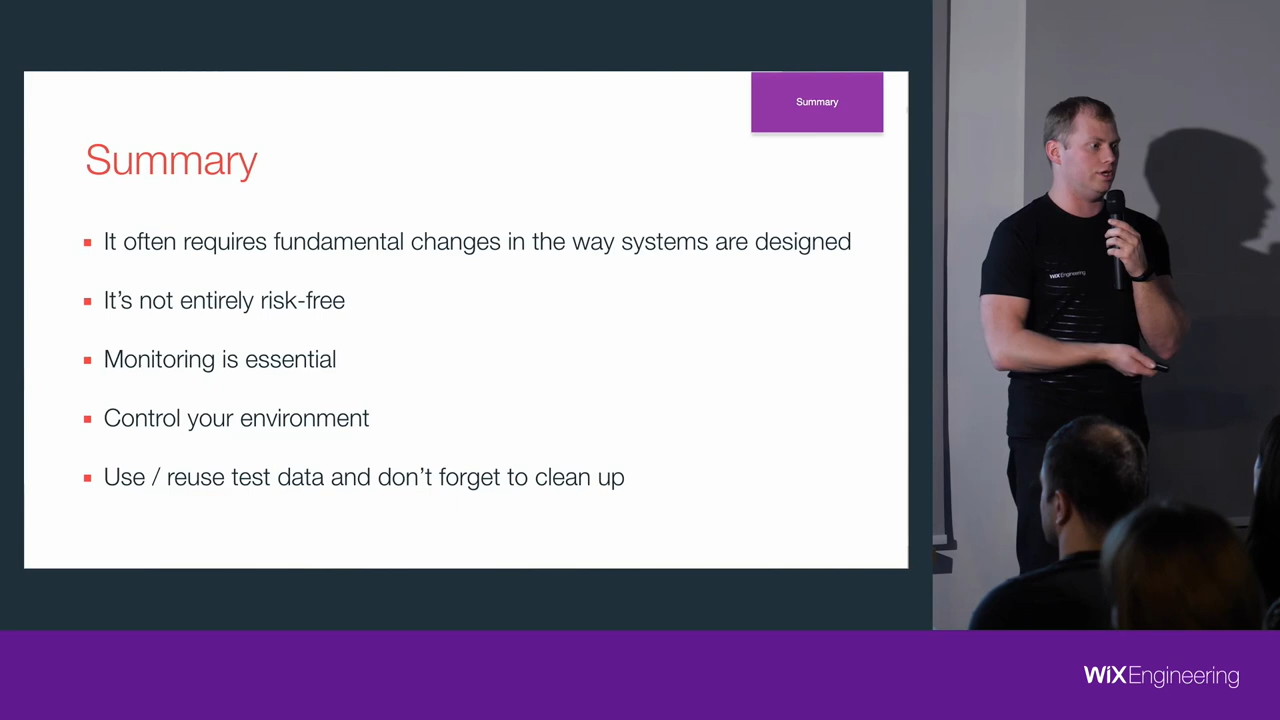 Summary
Summary
It often requires fundamental changes in the way systems are designed
It's not entirely risk-free
Monitoring is essential
Control your environment
Use / reuse test data and don't forget to clean up
WiX Engineering
WiXEngineering